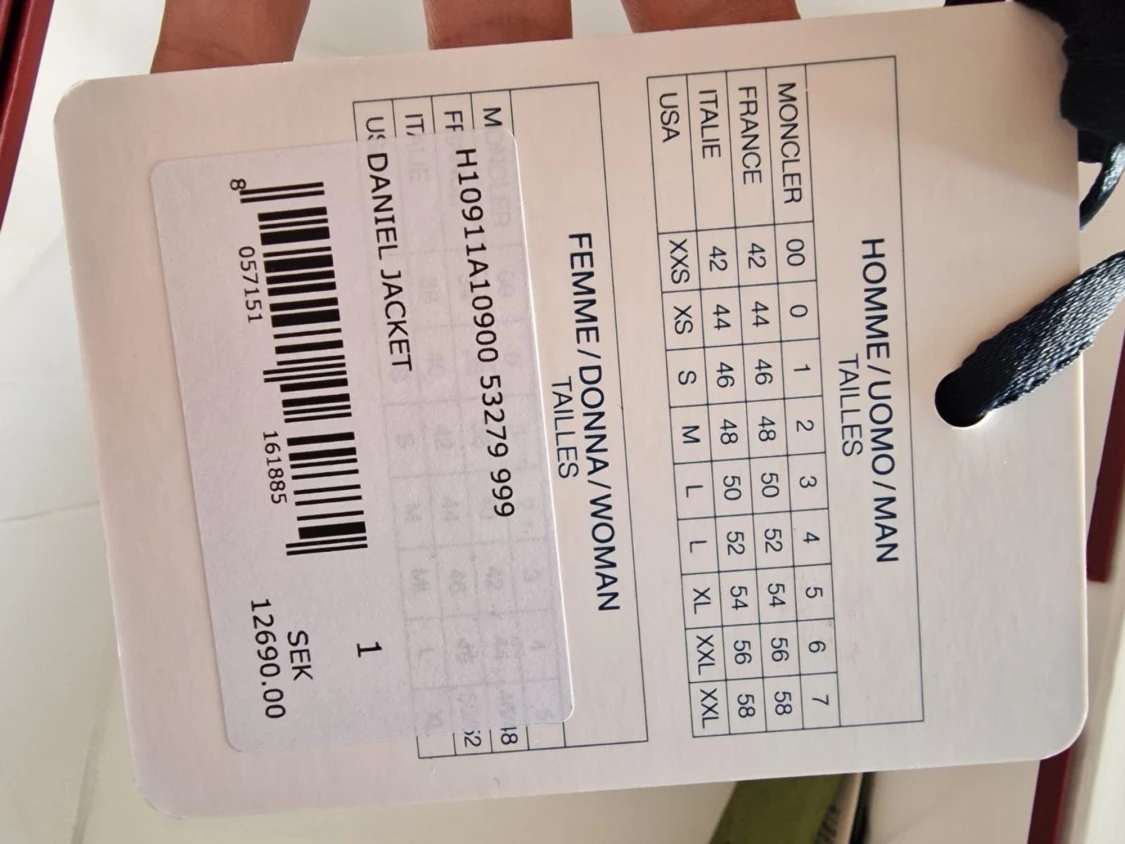 HOMME / UOMO / MAN
TAILLES
MONCLER 00 0 1 2 3 4 5 6 7
FRANCE 42 44 46 48 50 52 54 56 58
ITALIE 42 44 46 48 50 52 54 56 58
USA XXS XS S M L L XL XXL XXL
FEMME / DONNA / WOMAN
TAILLES
H10911A10900 53279 999
DANIEL JACKET
8 057151 161885
1
SEK
12690.00